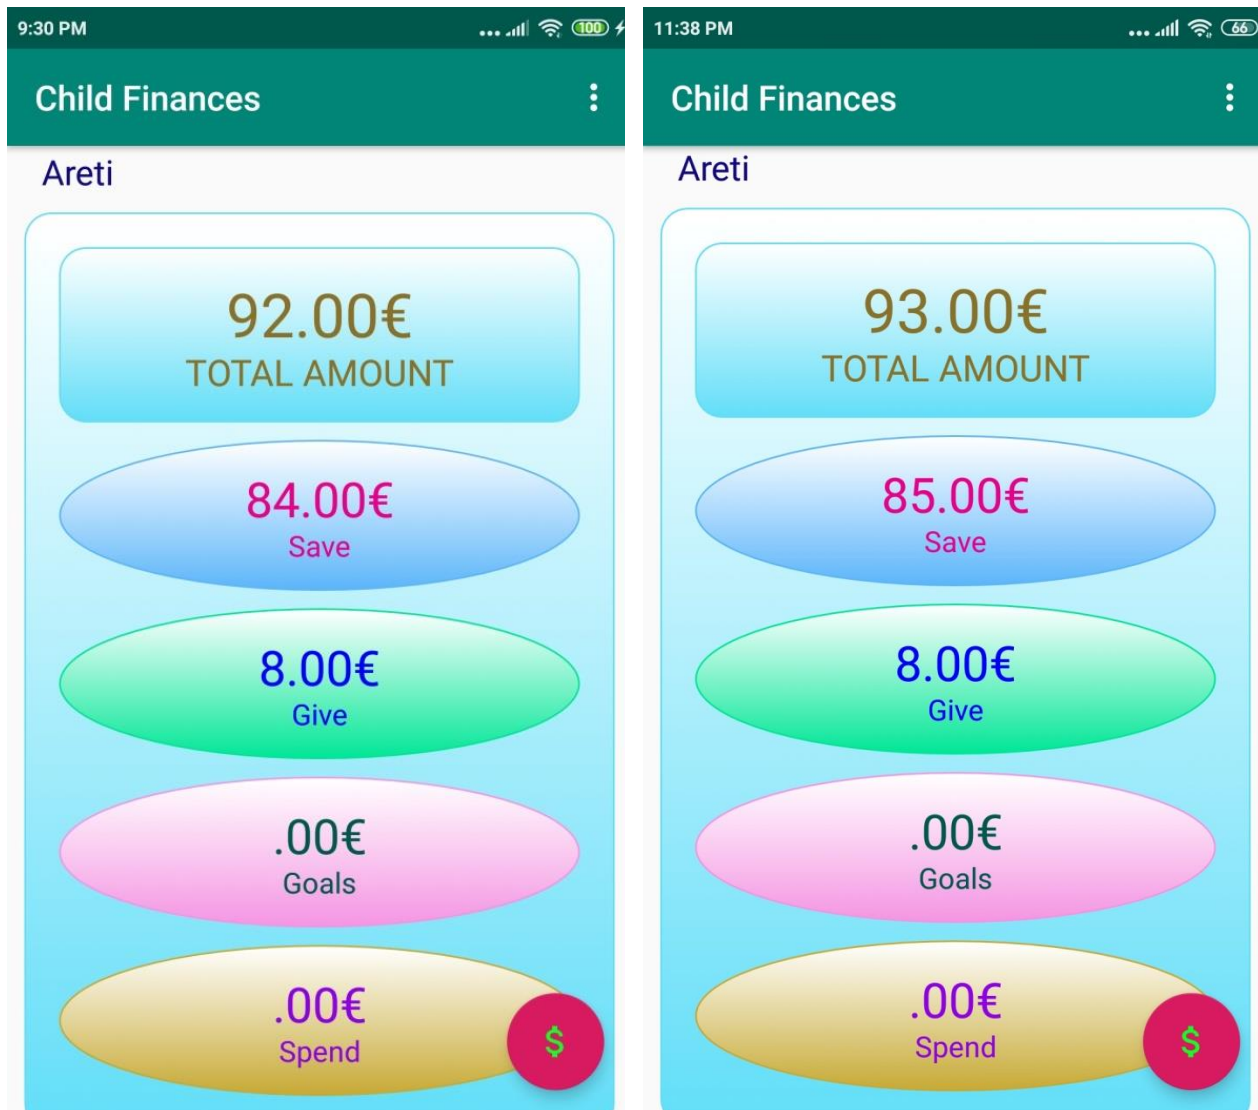 9:30 PM
100
Child Finances
Areti
92.00€
TOTAL AMOUNT
84.00€
Save
8.00€
Give
.00€
Goals
.00€
Spend
$
11:38 PM
66
Child Finances
Areti
93.00€
TOTAL AMOUNT
85.00€
Save
8.00€
Give
.00€
Goals
.00€
Spend
$